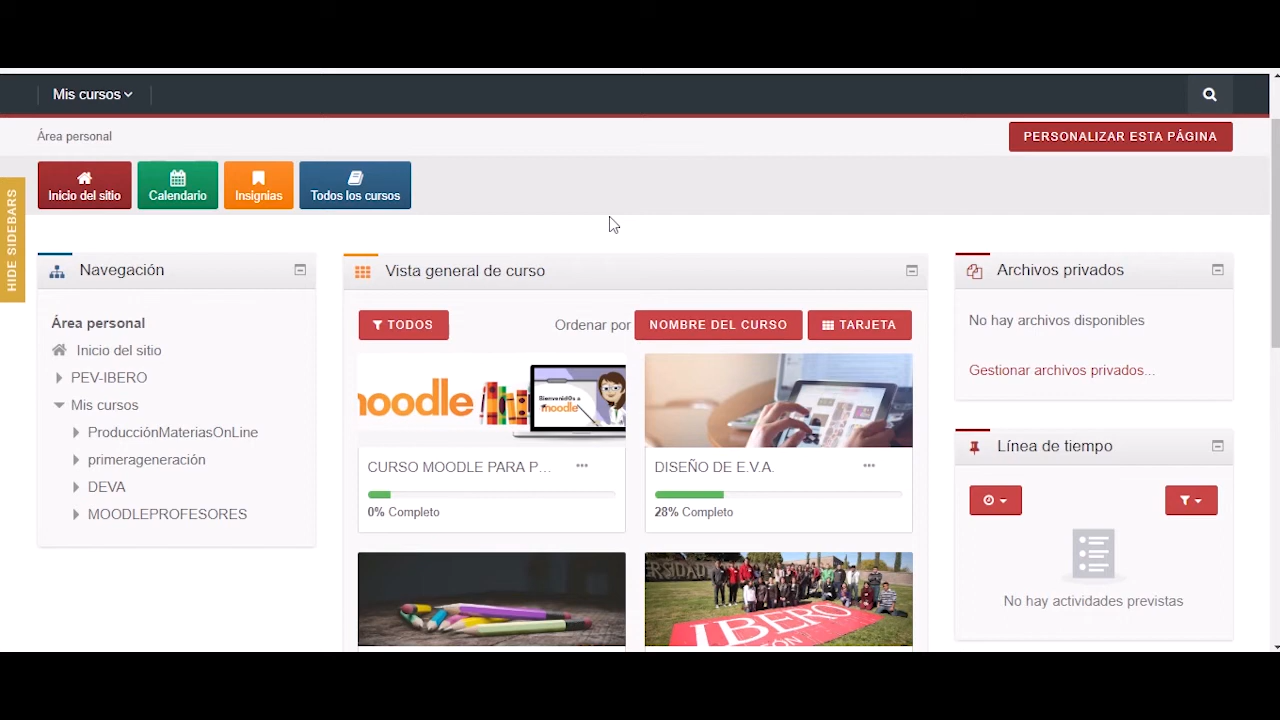 Mis cursos
Área personal
PERSONALIZAR ESTA PÁGINA
Inicio del sitio
Calendario
Insignias
Todos los cursos
HIDE SIDEBARS
Navegación
Área personal
Inicio del sitio
PEV-IBERO
Mis cursos
ProducciónMateriasOnLine
primerageneración
DEVA
MOODLEPROFESORES
Vista general de curso
TODOS
Ordenar por
NOMBRE DEL CURSO
TARJETA
noodle
Bienvenid@s a
moodle
CURSO MOODLE PARA P...
0% Completo
DISEÑO DE E.V.A.
28% Completo
IBERO
Archivos privados
No hay archivos disponibles
Gestionar archivos privados...
Línea de tiempo
No hay actividades previstas